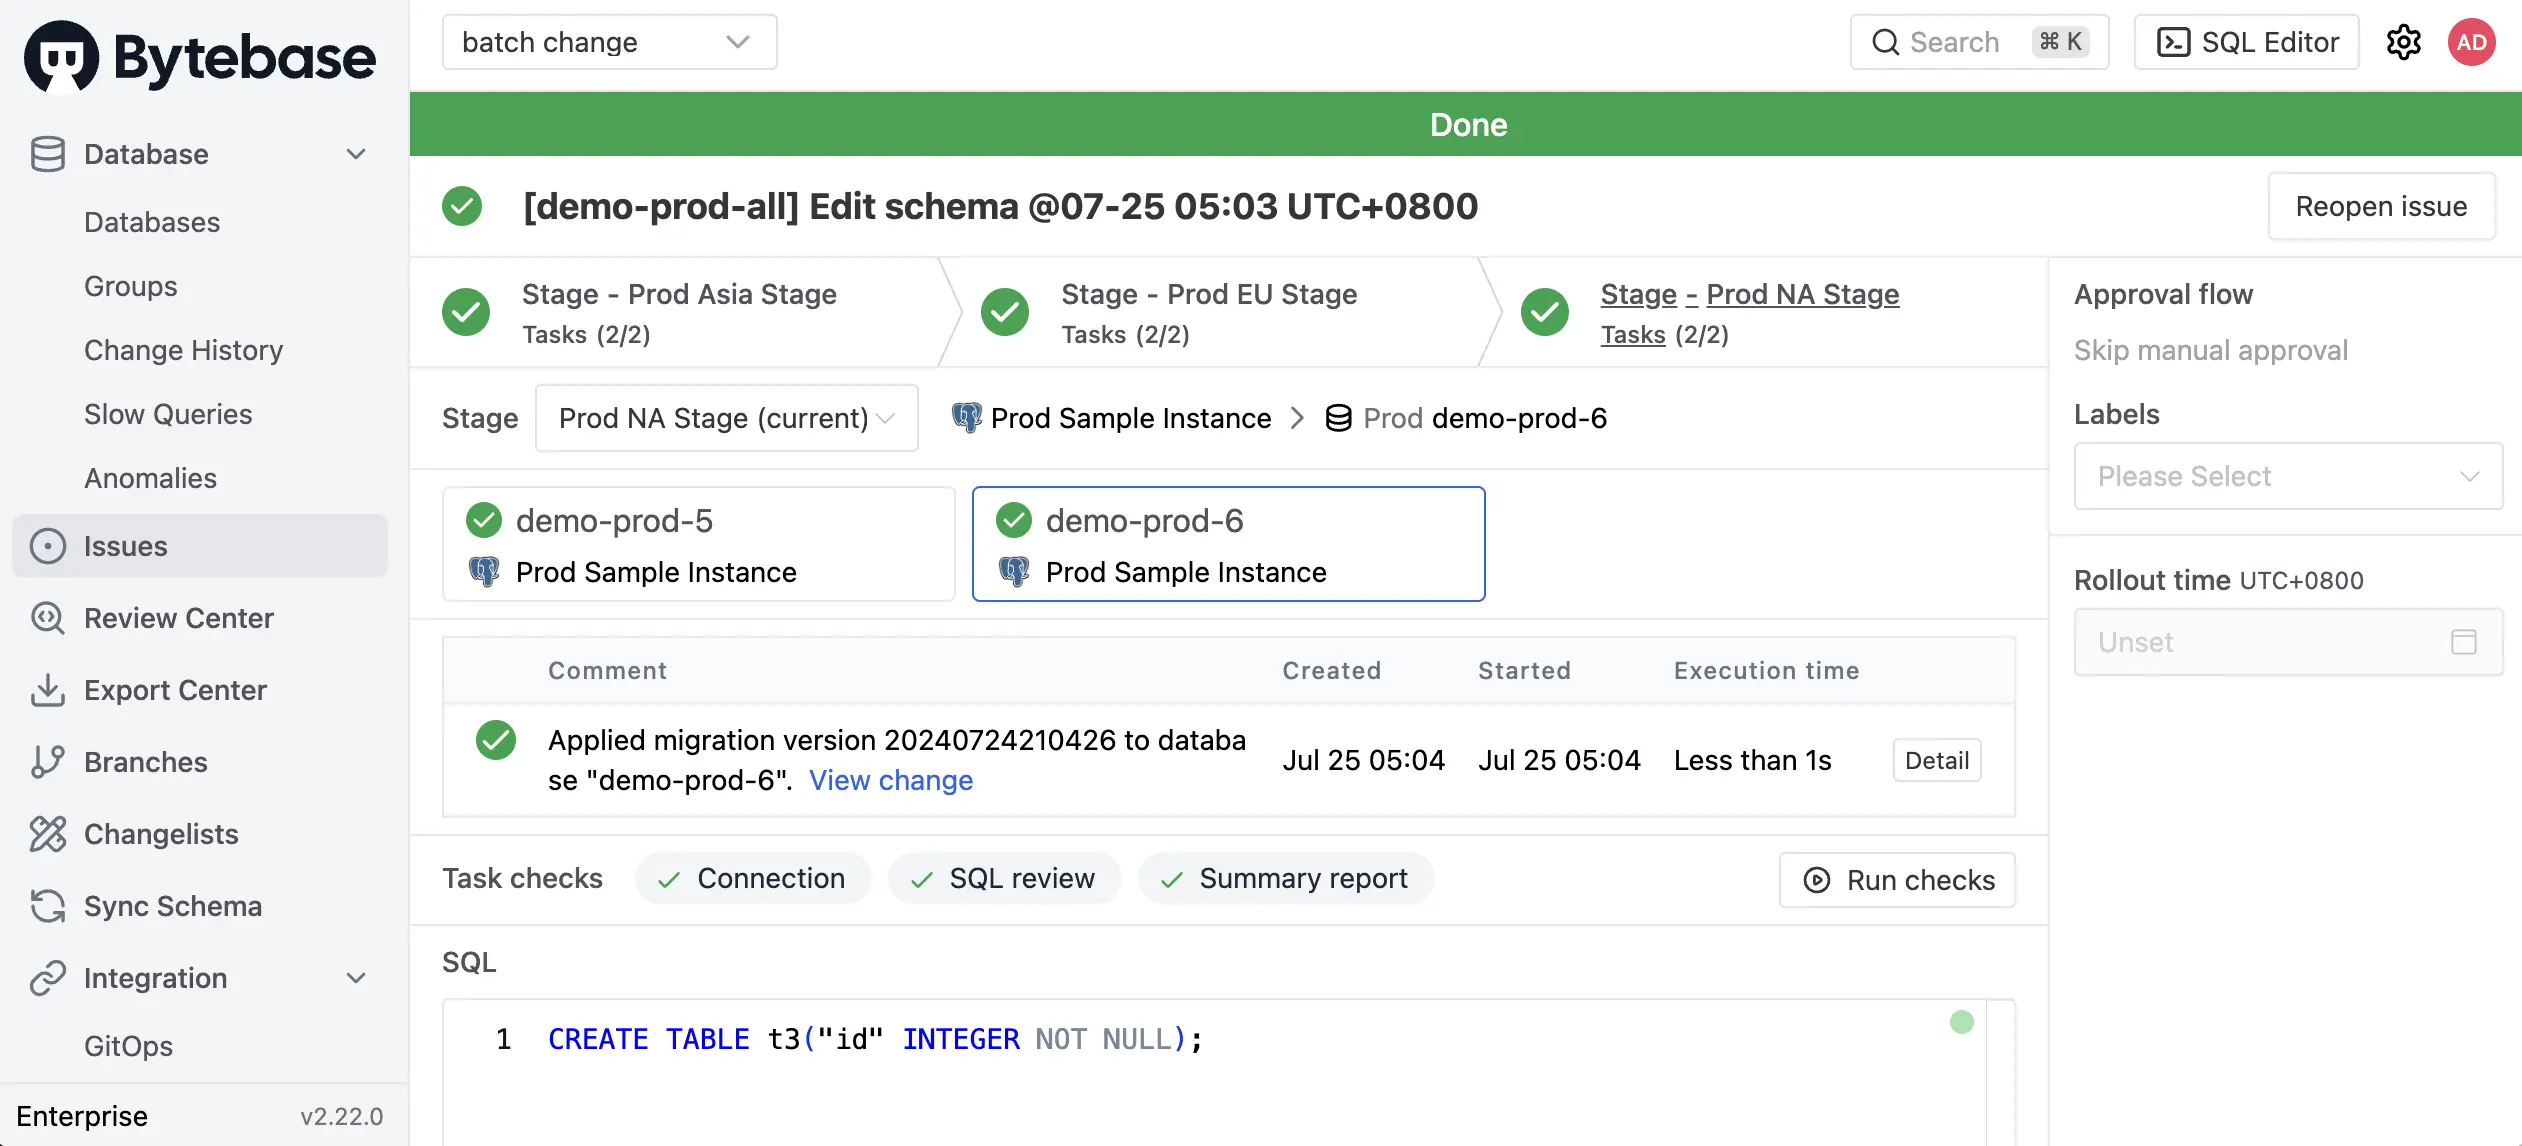 Bytebase
Database
Databases
Groups
Change History
Slow Queries
Anomalies
Issues
Review Center
Export Center
Branches
Changelists
Sync Schema
Integration
GitOps
Enterprise
v2.22.0
batch change
Search
⌘ K
SQL Editor
AD
Done
[demo-prod-all] Edit schema @07-25 05:03 UTC+0800
Reopen issue
Stage - Prod Asia Stage
Tasks (2/2)
Stage - Prod EU Stage
Tasks (2/2)
Stage - Prod NA Stage
Tasks (2/2)
Stage
Prod NA Stage (current)
Prod Sample Instance
Prod demo-prod-6
demo-prod-5
Prod Sample Instance
demo-prod-6
Prod Sample Instance
Comment
Created
Started
Execution time
Applied migration version 20240724210426 to databa
se "demo-prod-6". View change
Jul 25 05:04
Jul 25 05:04
Less than 1s
Detail
Task checks
Connection
SQL review
Summary report
Run checks
SQL
1 CREATE TABLE t3("id" INTEGER NOT NULL);
Approval flow
Skip manual approval
Labels
Please Select
Rollout time UTC+0800
Unset